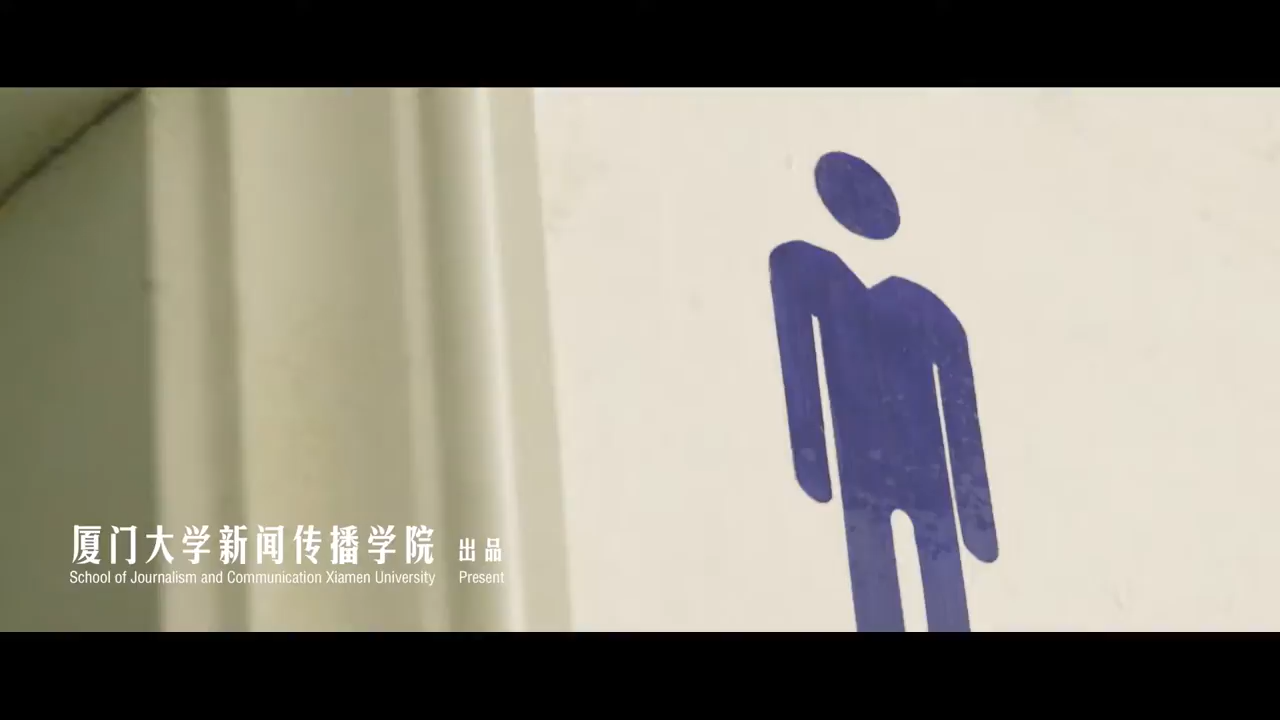 厦门大学新闻传播学院 出品
School of Journalism and Communication Xiamen University Present